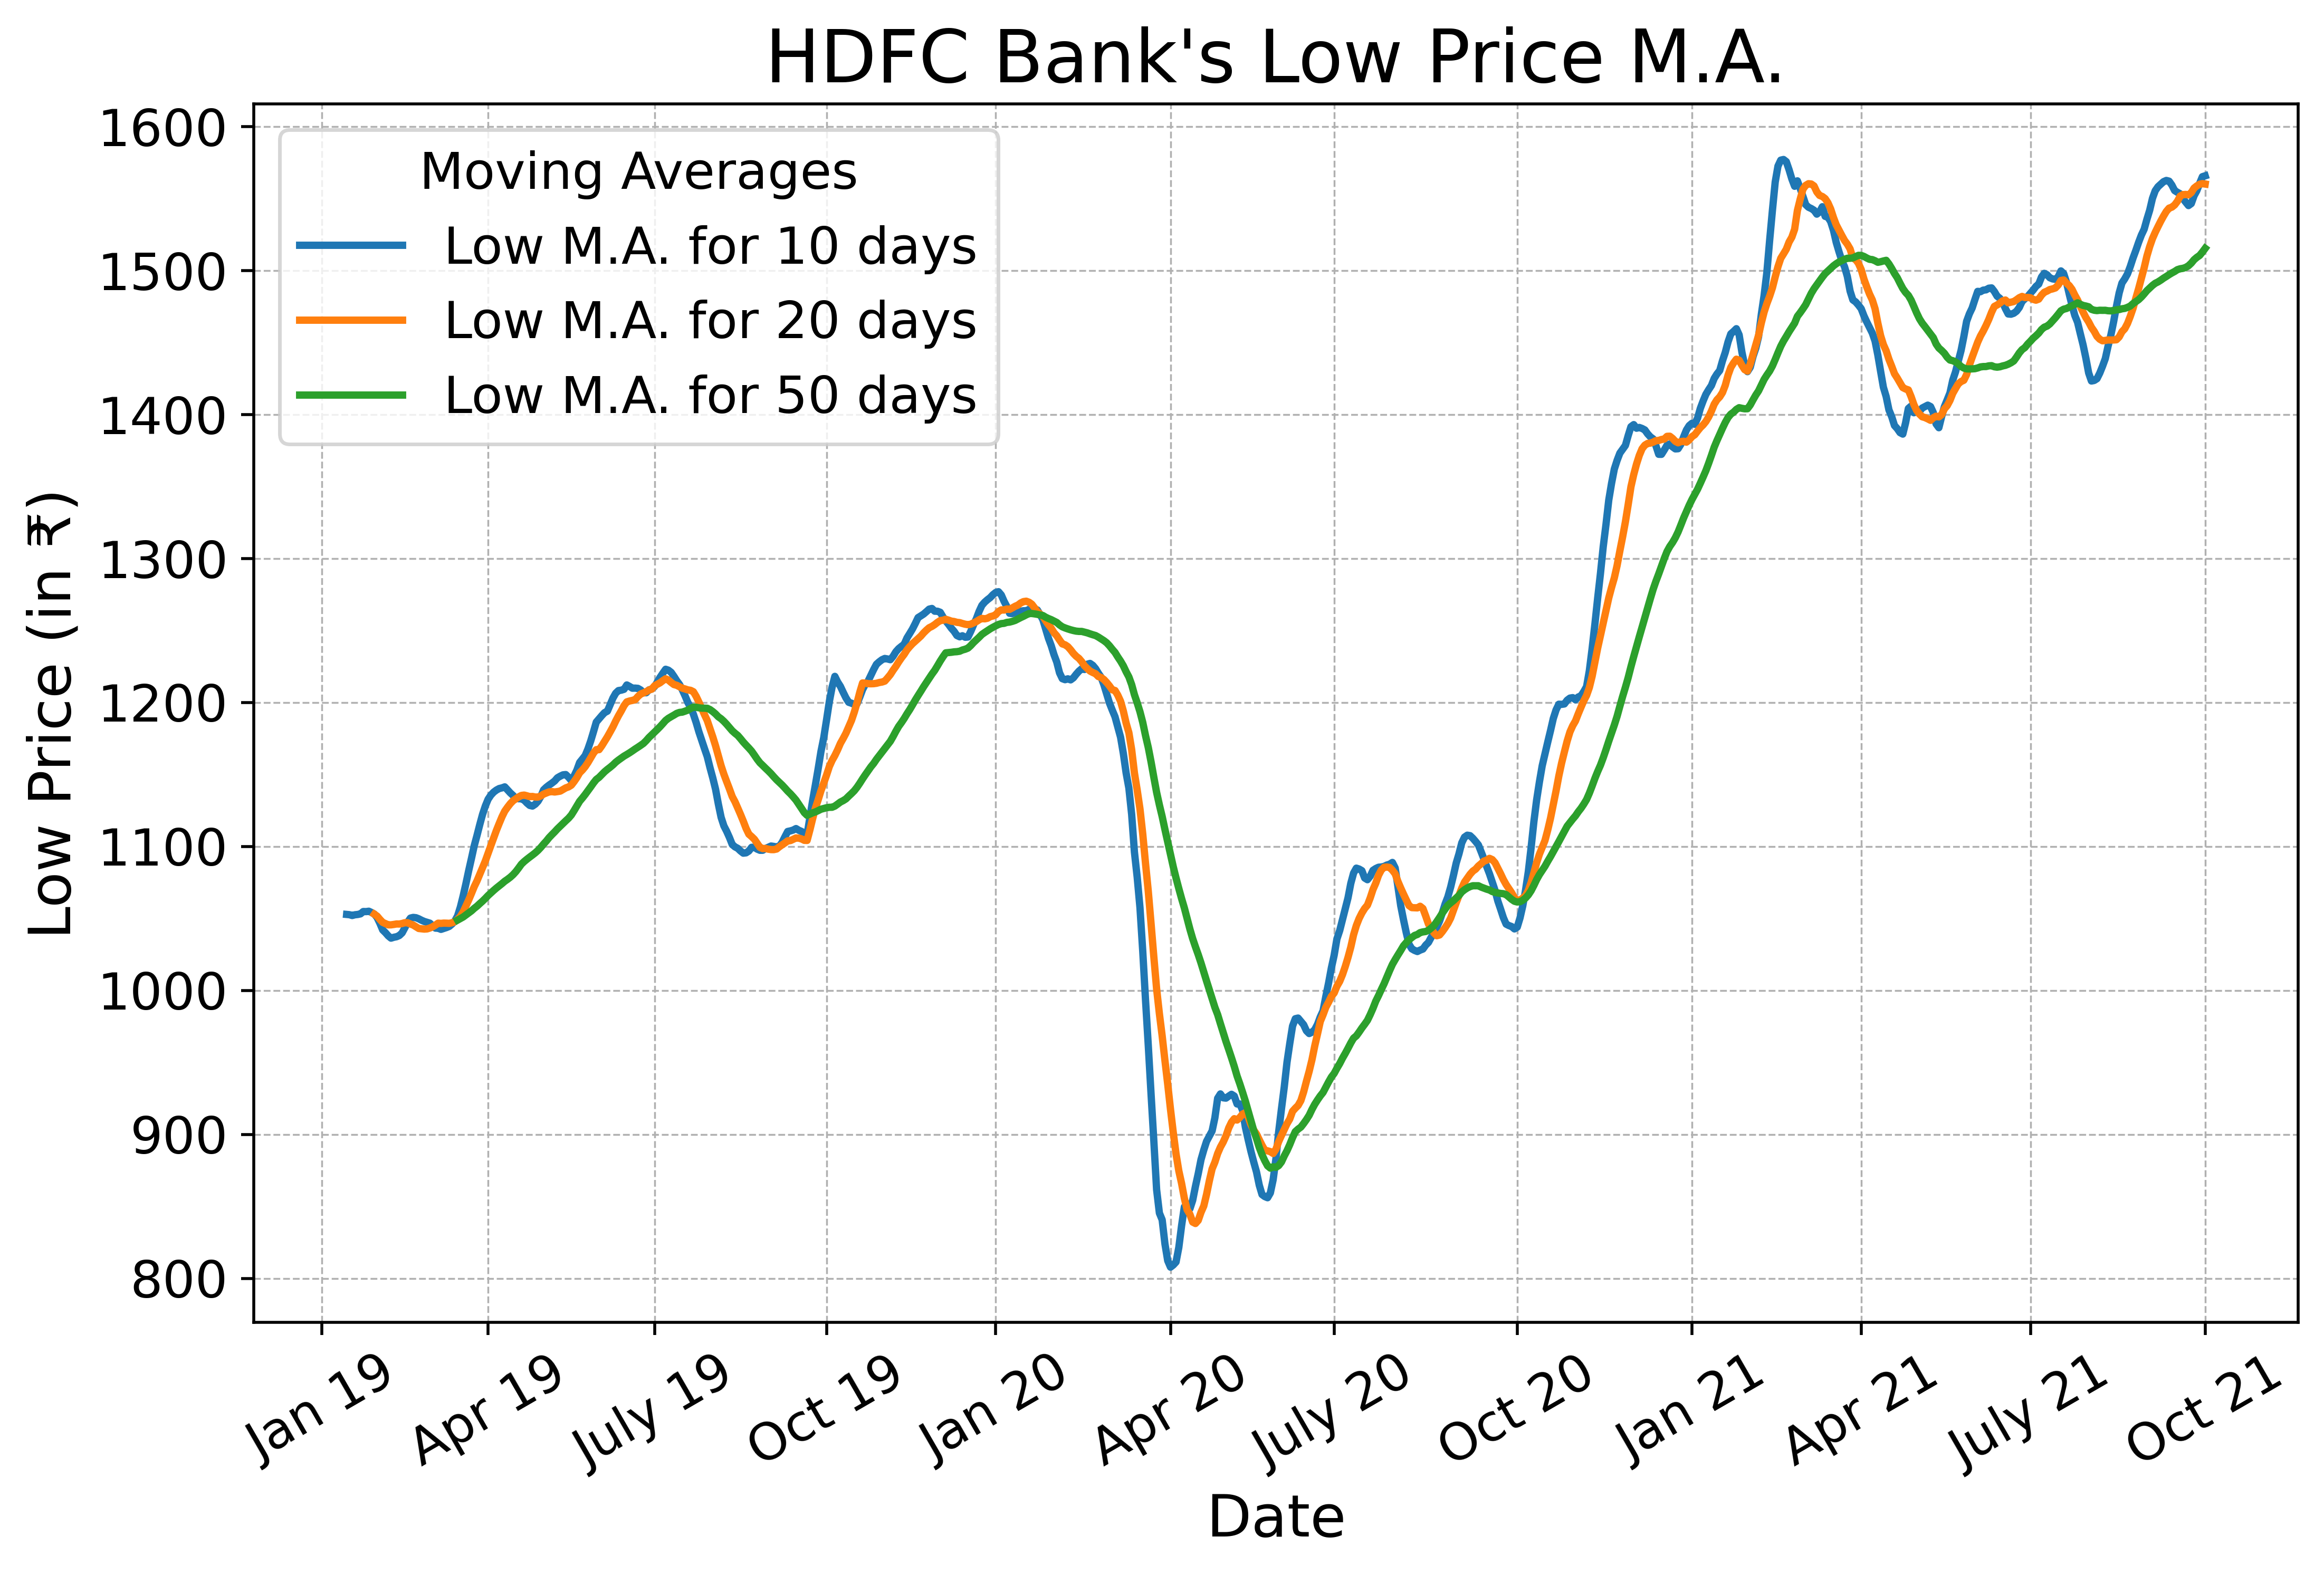 HDFC Bank's Low Price M.A.
Low Price (in ₹)
1600
1500
1400
1300
1200
1100
1000
900
800
Moving Averages
Low M.A. for 10 days
Low M.A. for 20 days
Low M.A. for 50 days
Jan 19
Apr 19
July 19
Oct 19
Jan 20
Apr 20
July 20
Oct 20
Jan 21
Apr 21
July 21
Oct 21
Date